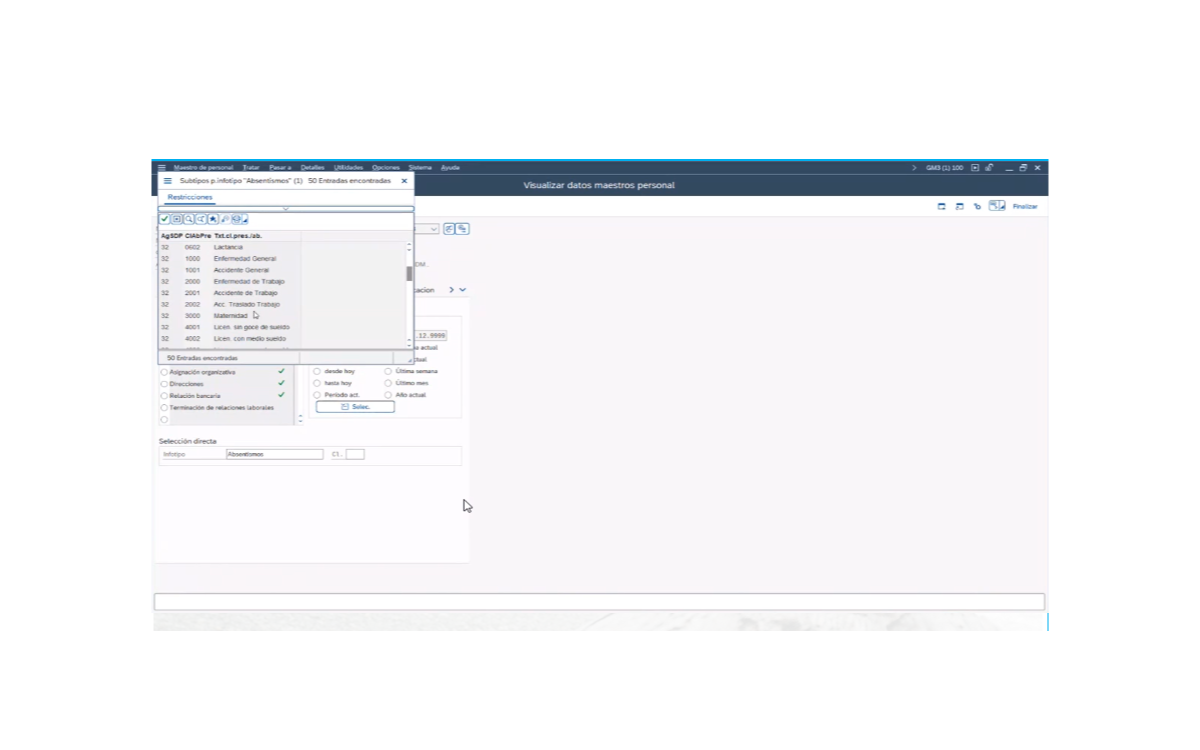 Maestro de personal Tratar Pasar a Detalles Utilidades Opciones Sistema Ayuda GM3 (1) 100
Subtipos p.infotipo "Absentismos" (1) 50 Entradas encontradas
Visualizar datos maestros personal
Restricciones
Finalizar
AgSDP ClAbPre Txt.cl.pres./ab.
32 0602 Lactancia
32 1000 Enfermedad General
32 1001 Accidente General
32 2000 Enfermedad de Trabajo
32 2001 Accidente de Trabajo
32 2002 Acc. Traslado Trabajo
32 3000 Maternidad
32 4001 Licen. sin goce de sueldo
32 4002 Licen. con medio sueldo
50 Entradas encontradas
cacion
.12.9999
a actual
ctual
Asignación organizativa
Direcciones
Relación bancaria
Terminación de relaciones laborales
desde hoy Última semana
hasta hoy Último mes
Período act. Año actual
Selec.
Selección directa
Infotipo Absentismos Cl.